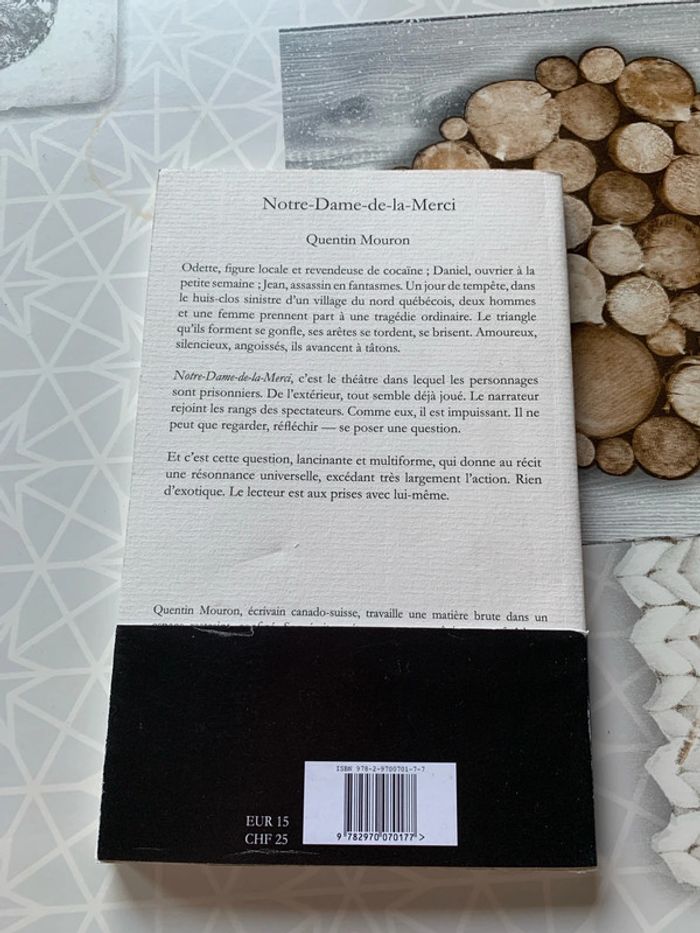 Notre-Dame-de-la-Merci
Quentin Mouron
Odette, figure locale et revendeuse de cocaïne ; Daniel, ouvrier à la
petite semaine ; Jean, assassin en fantasmes. Un jour de tempête, dans
le huis-clos sinistre d'un village du nord québécois, deux hommes
et une femme prennent part à une tragédie ordinaire. Le triangle
qu'ils forment se gonfle, ses arêtes se tordent, se brisent. Amoureux,
silencieux, angoissés, ils avancent à tâtons.
Notre-Dame-de-la-Merci, c'est le théâtre dans lequel les personnages
sont prisonniers. De l'extérieur, tout semble déjà joué. Le narrateur
rejoint les rangs des spectateurs. Comme eux, il est impuissant. Il ne
peut que regarder, réfléchir — se poser une question.
Et c'est cette question, lancinante et multiforme, qui donne au récit
une résonnance universelle, excédant très largement l'action. Rien
d'exotique. Le lecteur est aux prises avec lui-même.
Quentin Mouron, écrivain canado-suisse, travaille une matière brute dans un
ISBN 978-2-9700701-7-7
EUR 15
CHF 25
9 782970 070177 >